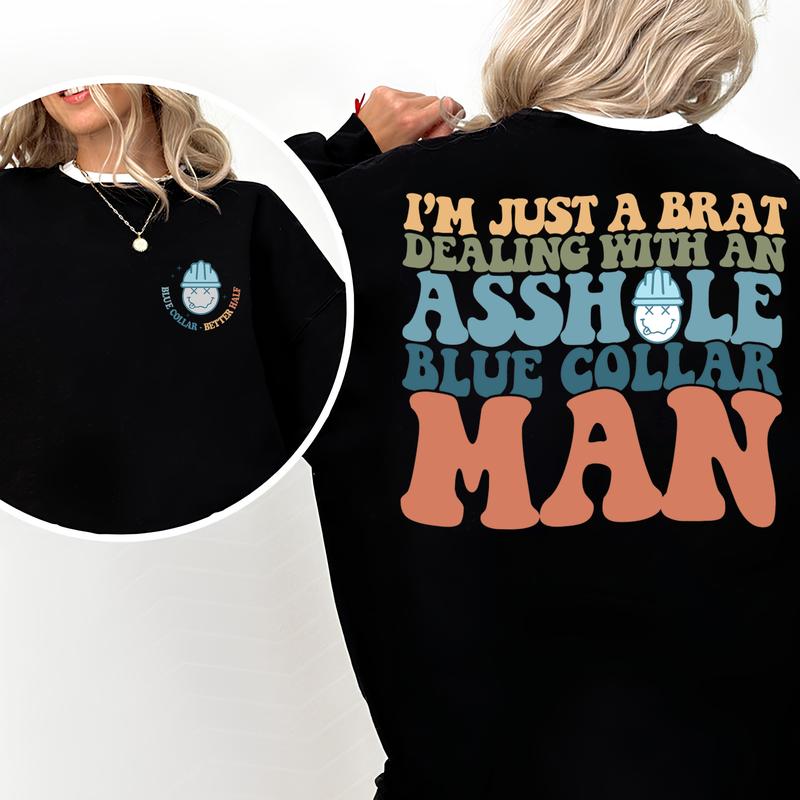 BLUE COLLAR - BETTER HALF
I'M JUST A BRAT
DEALING WITH AN
ASSHOLE
BLUE COLLAR
MAN